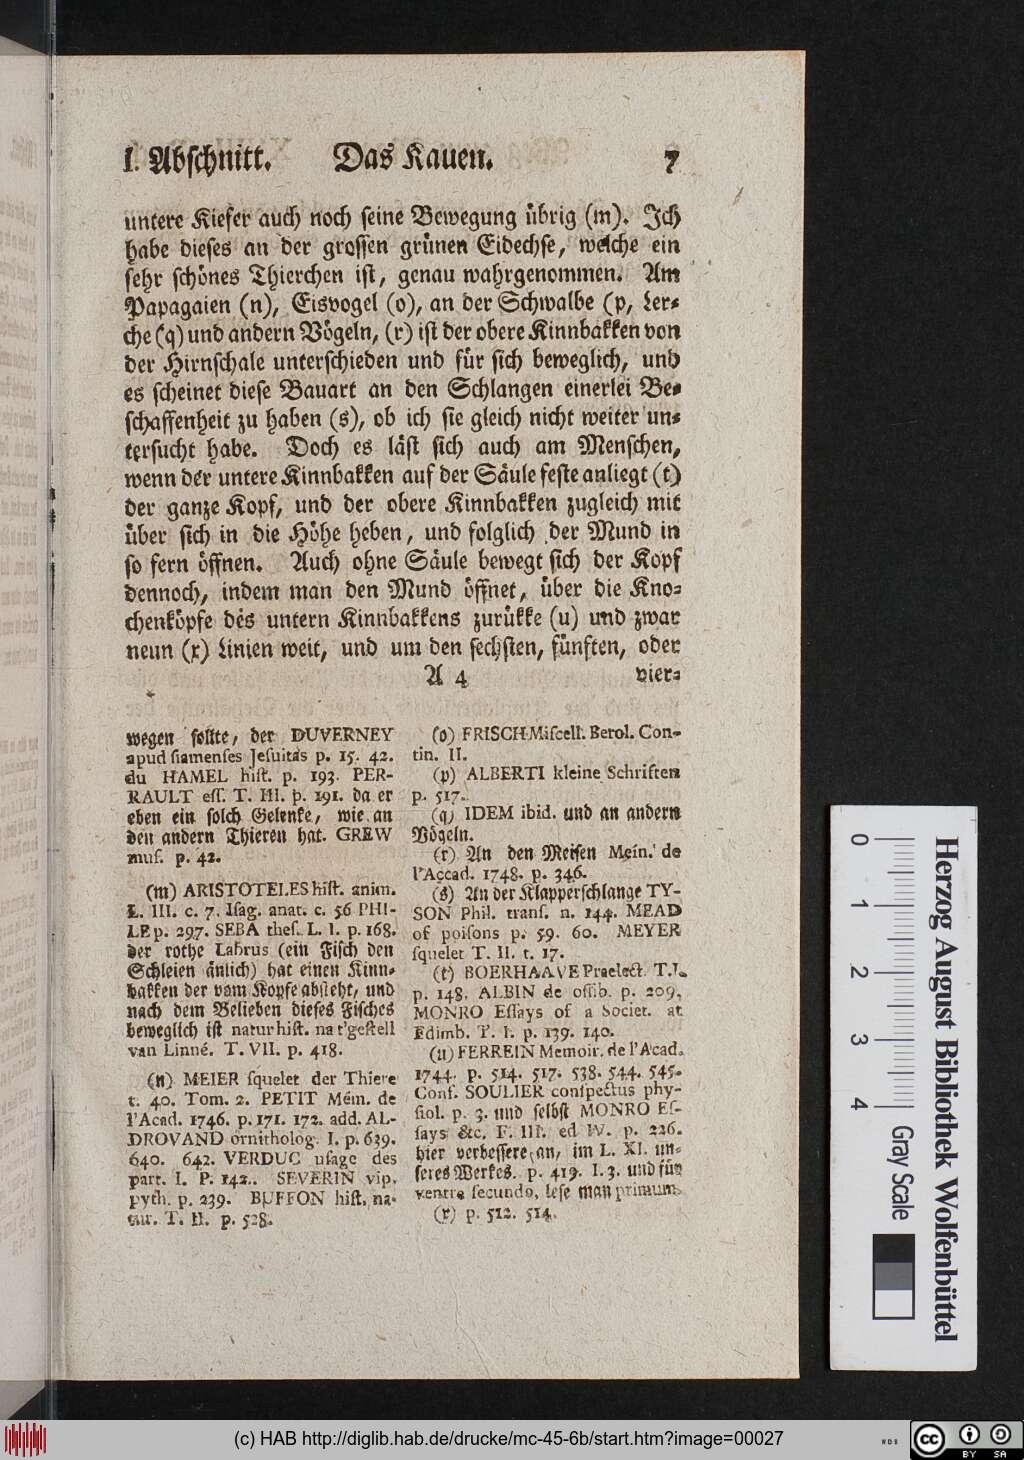 I. Abschnitt. Das Kauen. 7
untere Kiefer auch noch seine Bewegung übrig (m). Ich
habe dieses an der grossen grünen Eidechse, welche ein
sehr schönes Thierchen ist, genau wahrgenommen. Am
Papagaien (n), Eisvogel (o), an der Schwalbe (p, Ler-
che (q) und andern Vögeln, (r) ist der obere Kinnbakken von
der Hirnschale unterschieden und für sich beweglich, und
es scheinet diese Bauart an den Schlangen einerlei Be-
schaffenheit zu haben (s), ob ich sie gleich nicht weiter un-
tersucht habe. Doch es läst sich auch am Menschen,
wenn der untere Kinnbakken auf der Säule feste anliegt (t)
der ganze Kopf, und der obere Kinnbakken zugleich mit
über sich in die Höhe heben, und folglich der Mund in
so fern öffnen. Auch ohne Säule bewegt sich der Kopf
dennoch, indem man den Mund öffnet, über die Kno-
chenköpfe des untern Kinnbakkens zurükke (u) und zwar
neun (x) Linien weit, und um den sechsten, fünften, oder
A 4 vier-
wegen sollte, der DUVERNEY
apud siamenses Jesuitas p. 15. 42.
du HAMEL hist. p. 193. PER-
RAULT ess. T. III. p. 191. da er
eben ein solch Gelenke, wie an
den andern Thieren hat. GREW
mus. p. 42.
(m) ARISTOTELES hist. anim.
L. III. c. 7. Isag. anat. c. 56 PHI-
LE p. 297. SEBA thes. L. I. p. 168.
der rothe Labrus (ein Fisch den
Schleien änlich) hat einen Kinn-
bakken der vom Kopfe absteht, und
nach dem Belieben dieses Fisches
beweglich ist natur hist. nat'gestell
van Linné. T. VII. p. 418.
(n) MEIER squelet der Thiere
t. 40. Tom. 2. PETIT Mém. de
l'Acad. 1746. p. 171. 172. add. AL-
DROVAND ornitholog. I. p. 639.
640. 642. VERDUC usage des
part. I. P. 142. SEVERIN vip.
pyth. p. 239. BUFFON hist. na-
tur. T. II. p. 528.
(o) FRISCH Miscell. Berol. Con-
tin. II.
(p) ALBERTI kleine Schriften
p. 517.
(q) IDEM ibid. und an andern
Vögeln.
(r) An den Meisen Mém. de
l'Accad. 1748. p. 346.
(s) An der Klapperschlange TY-
SON Phil. trans. n. 144. MEAD
of poisons p. 59. 60. MEYER
squelet T. II. t. 17.
(t) BOERHAAVE Praelect. T. I.
p. 148. ALBIN de ossib. p. 209.
MONRO Essays of a Societ. at
Edimb. T. I. p. 139. 140.
(u) FERREIN Memoir. de l'Acad.
1744. p. 514. 517. 538. 544. 545.
Conf. SOULIER conspectus phy-
siol. p. 3. und selbst MONRO Es-
says &c. T. III. ed IV. p. 226.
hier verbessere an, im L. XI. un-
seres Werkes. p. 419. l. 3. und für
ventre secundo, lese man primum.
(x) p. 512. 514.
0 1 2 3 4
Gray Scale
Herzog August Bibliothek Wolfenbüttel
(c) HAB http://diglib.hab.de/drucke/mc-45-6b/start.htm?image=00027
WDB
cc BY SA